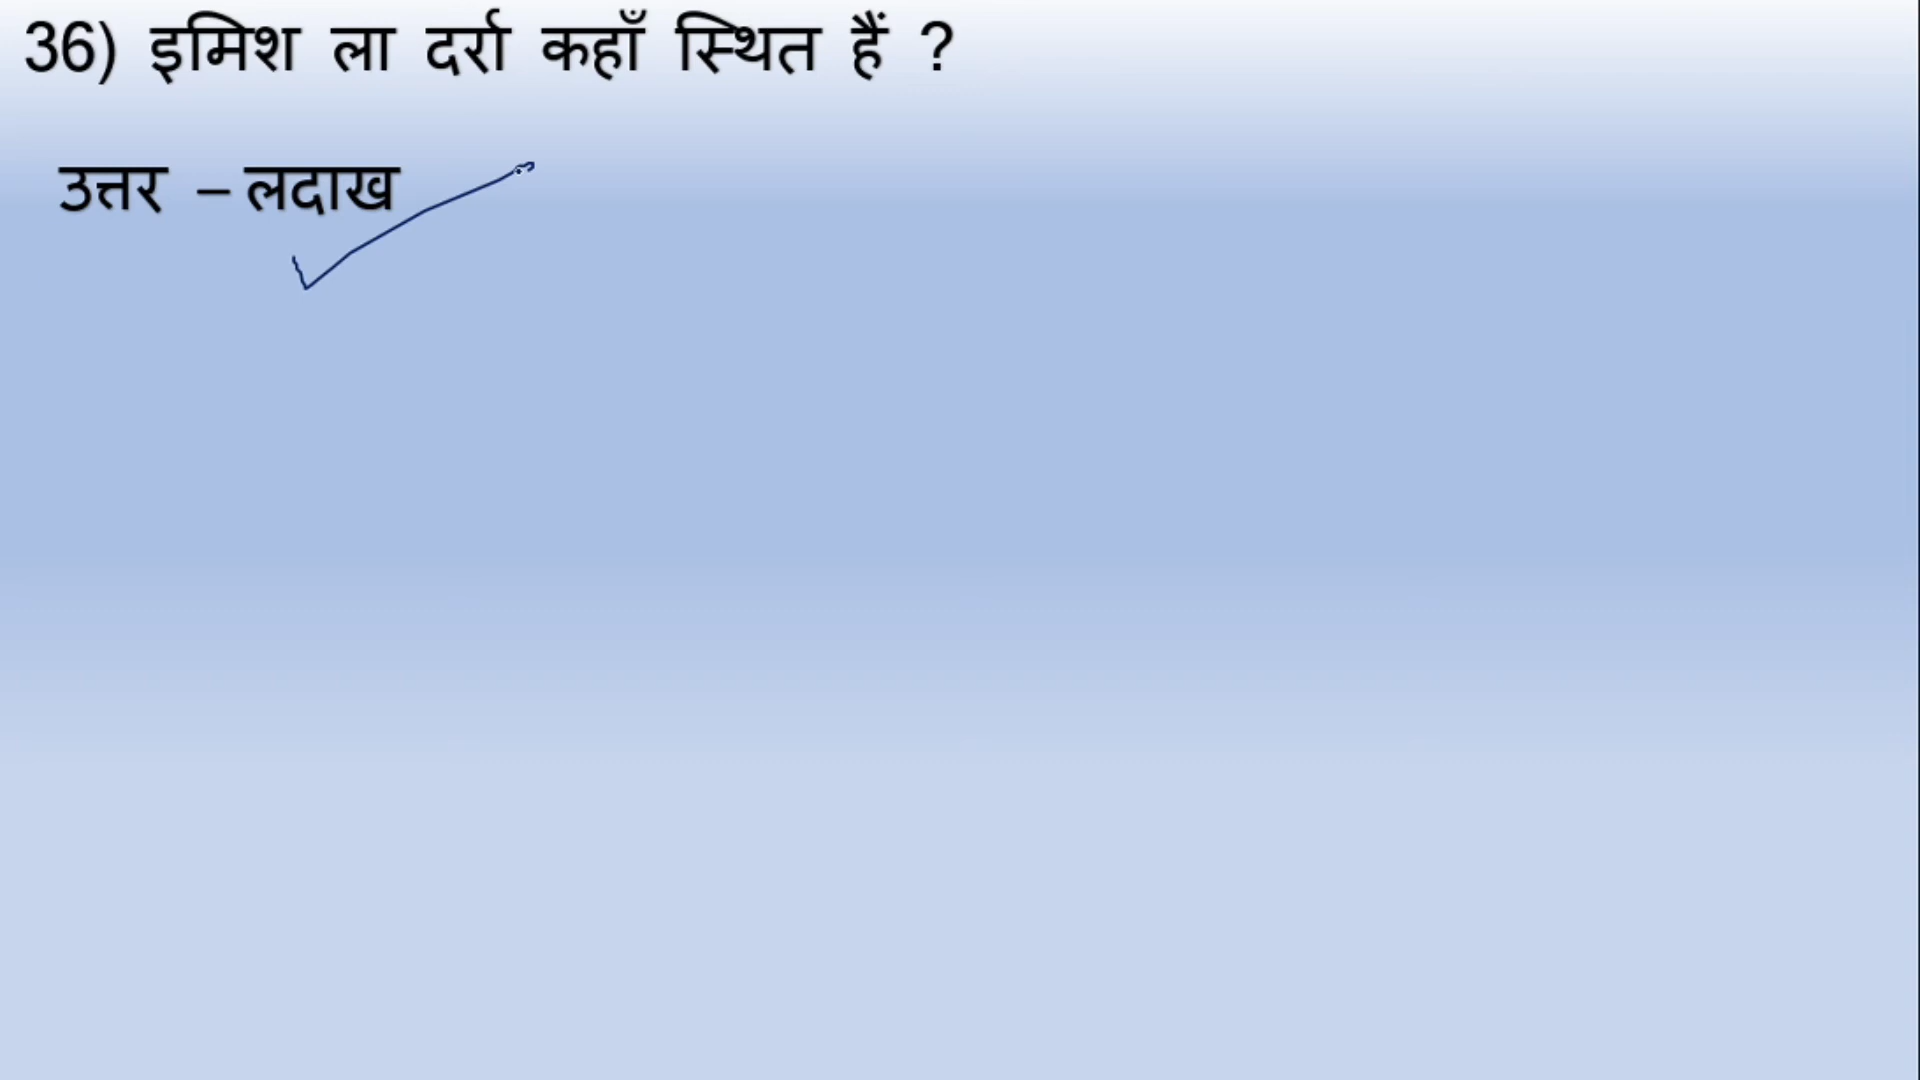 36) इमिश ला दर्रा कहाँ स्थित हैं ?
उत्तर – लदाख